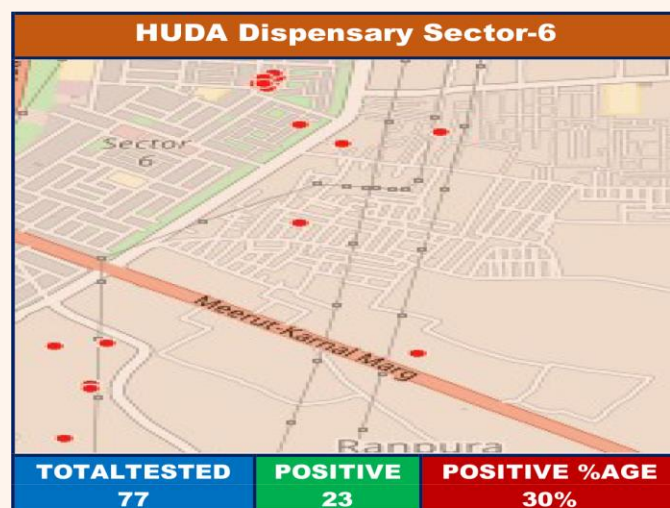 HUDA Dispensary Sector-6
Sector
6
Meerut-Karnal Marg
Ranpura
TOTALTESTED
77
POSITIVE
23
POSITIVE %AGE
30%